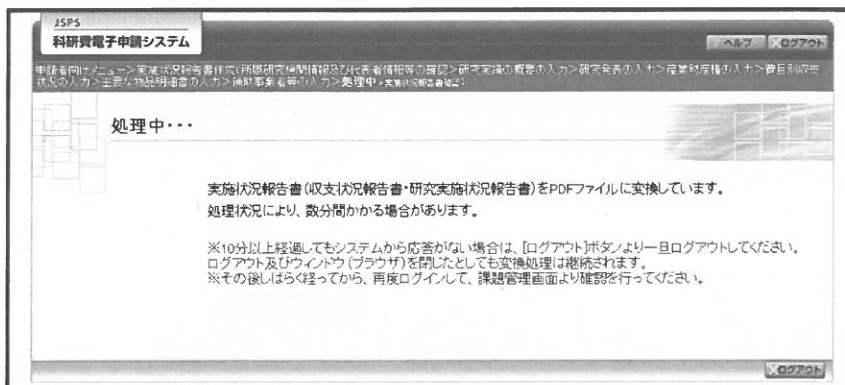 JSPS
科研費電子申請システム
ヘルプ
ログアウト
申請者向けメニュー>実施状況報告書作成(所属研究機関情報及び代表者情報等の確認>研究実績の概要の入力>研究発表の入力>産業財産権の入力>費目別収支
状況の入力>主要な物品明細書の入力>補助事業者等の入力>処理中>実施状況報告書確認)
処理中・・・
実施状況報告書(収支状況報告書・研究実施状況報告書)をPDFファイルに変換しています。
処理状況により、数分間かかる場合があります。
※10分以上経過してもシステムから応答がない場合は、[ログアウト]ボタンより一旦ログアウトしてください。
ログアウト及びウィンドウ(ブラウザ)を閉じたとしても変換処理は継続されます。
※その後しばらく経ってから、再度ログインして、課題管理画面より確認を行ってください。
ログアウト